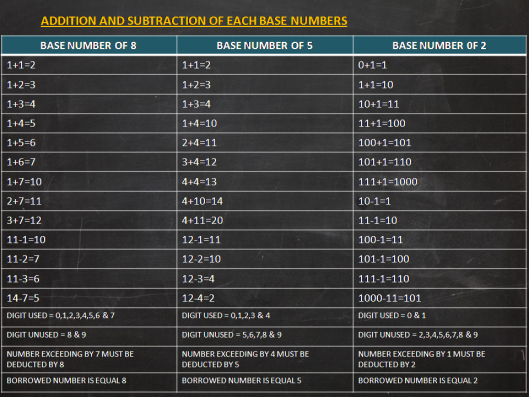 ADDITION AND SUBTRACTION OF EACH BASE NUMBERS
BASE NUMBER OF 8 BASE NUMBER OF 5 BASE NUMBER 0F 2
1+1=2 1+1=2 0+1=1
1+2=3 1+2=3 1+1=10
1+3=4 1+3=4 10+1=11
1+4=5 1+4=10 11+1=100
1+5=6 2+4=11 100+1=101
1+6=7 3+4=12 101+1=110
1+7=10 4+4=13 111+1=1000
2+7=11 4+10=14 10-1=1
3+7=12 4+11=20 11-1=10
11-1=10 12-1=11 100-1=11
11-2=7 12-2=10 101-1=100
11-3=6 12-3=4 111-1=110
14-7=5 12-4=2 1000-11=101
DIGIT USED = 0,1,2,3,4,5,6 & 7 DIGIT USED = 0,1,2,3 & 4 DIGIT USED = 0 & 1
DIGIT UNUSED = 8 & 9 DIGIT UNUSED = 5,6,7,8 & 9 DIGIT UNUSED = 2,3,4,5,6,7,8 & 9
NUMBER EXCEEDING BY 7 MUST BE NUMBER EXCEEDING BY 4 MUST BE NUMBER EXCEEDING BY 1 MUST BE
DEDUCTED BY 8 DEDUCTED BY 5 DEDUCTED BY 2
BORROWED NUMBER IS EQUAL 8 BORROWED NUMBER IS EQUAL 5 BORROWED NUMBER IS EQUAL 2